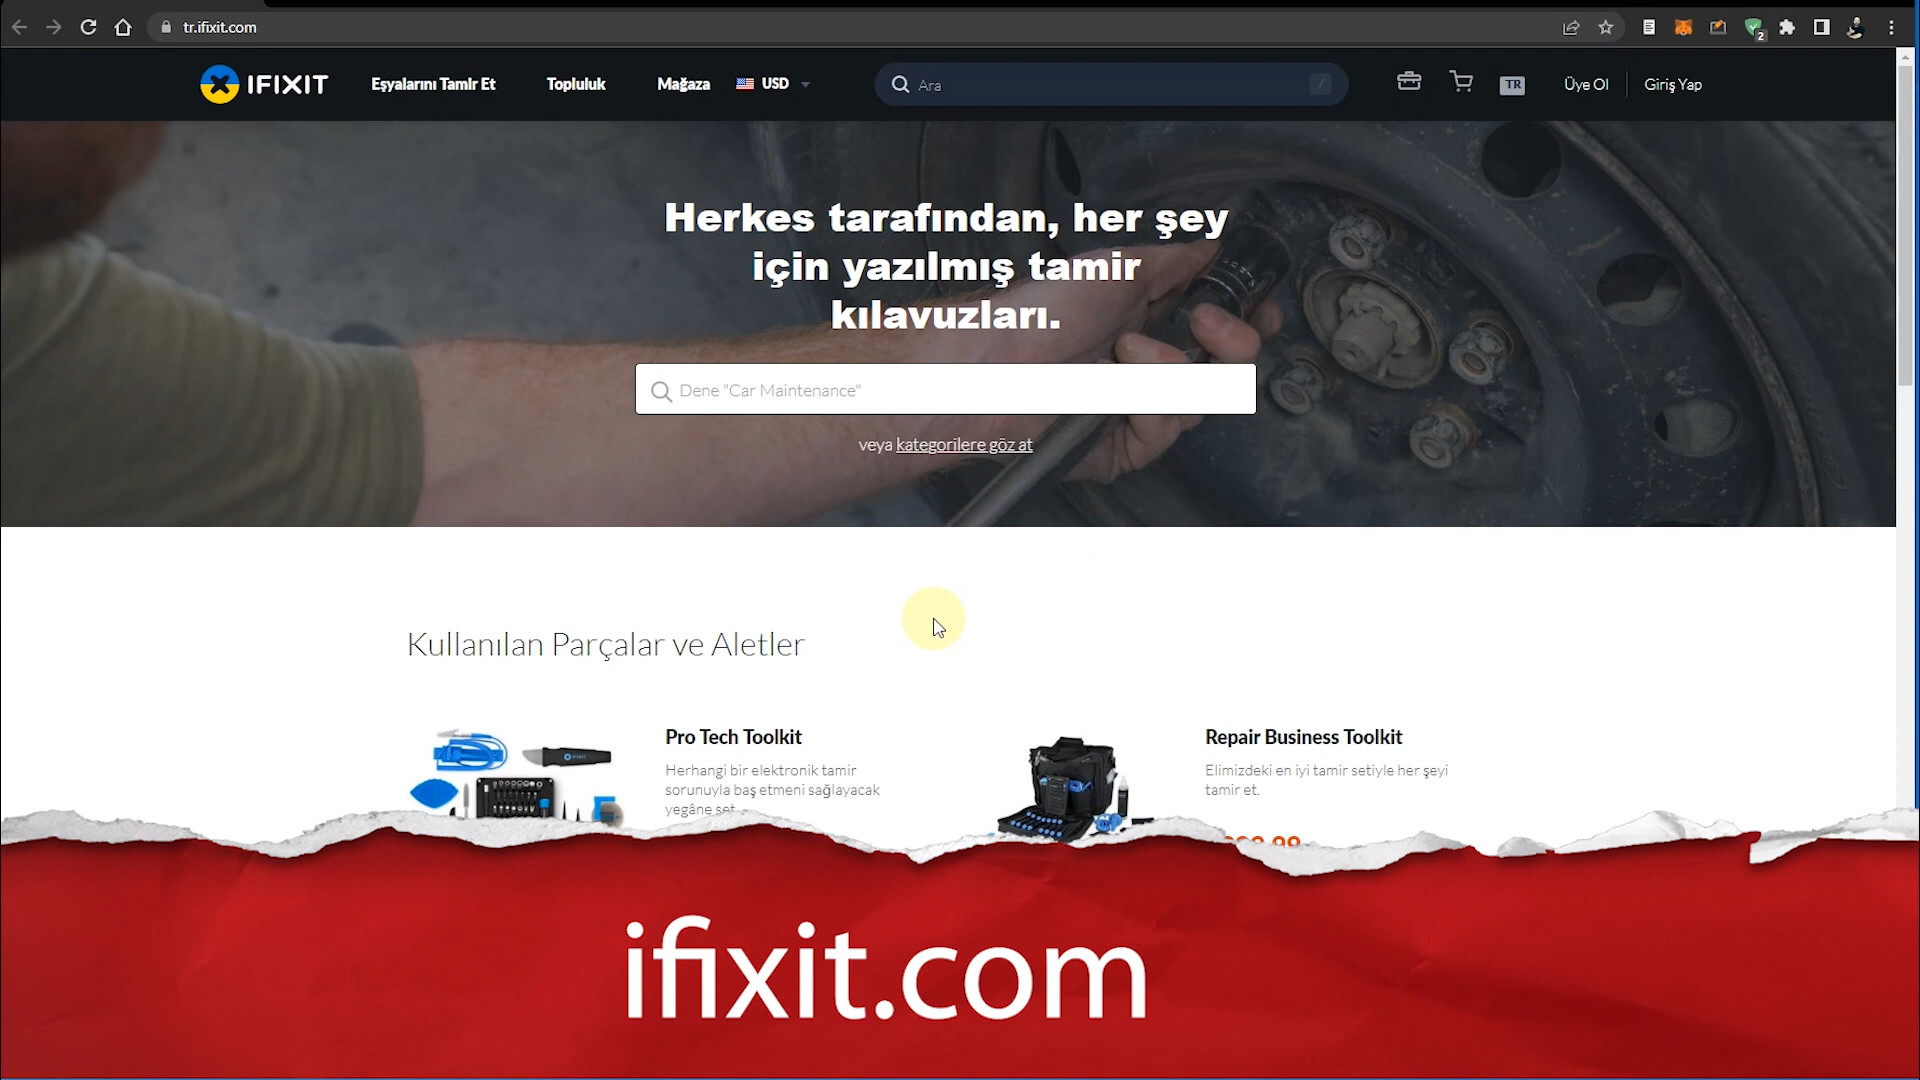 tr.ifixit.com
2
IFIXIT
Eşyalarını Tamir Et
Topluluk
Mağaza
USD
Ara
/
TR
Üye Ol
Giriş Yap
Herkes tarafından, her şey
için yazılmış tamir
kılavuzları.
Dene "Car Maintenance"
veya kategorilere göz at
Kullanılan Parçalar ve Aletler
Pro Tech Toolkit
Herhangi bir elektronik tamir
sorunuyla baş etmeni sağlayacak
yegâne set.
Repair Business Toolkit
Elimizdeki en iyi tamir setiyle her şeyi
tamir et.
ifixit.com